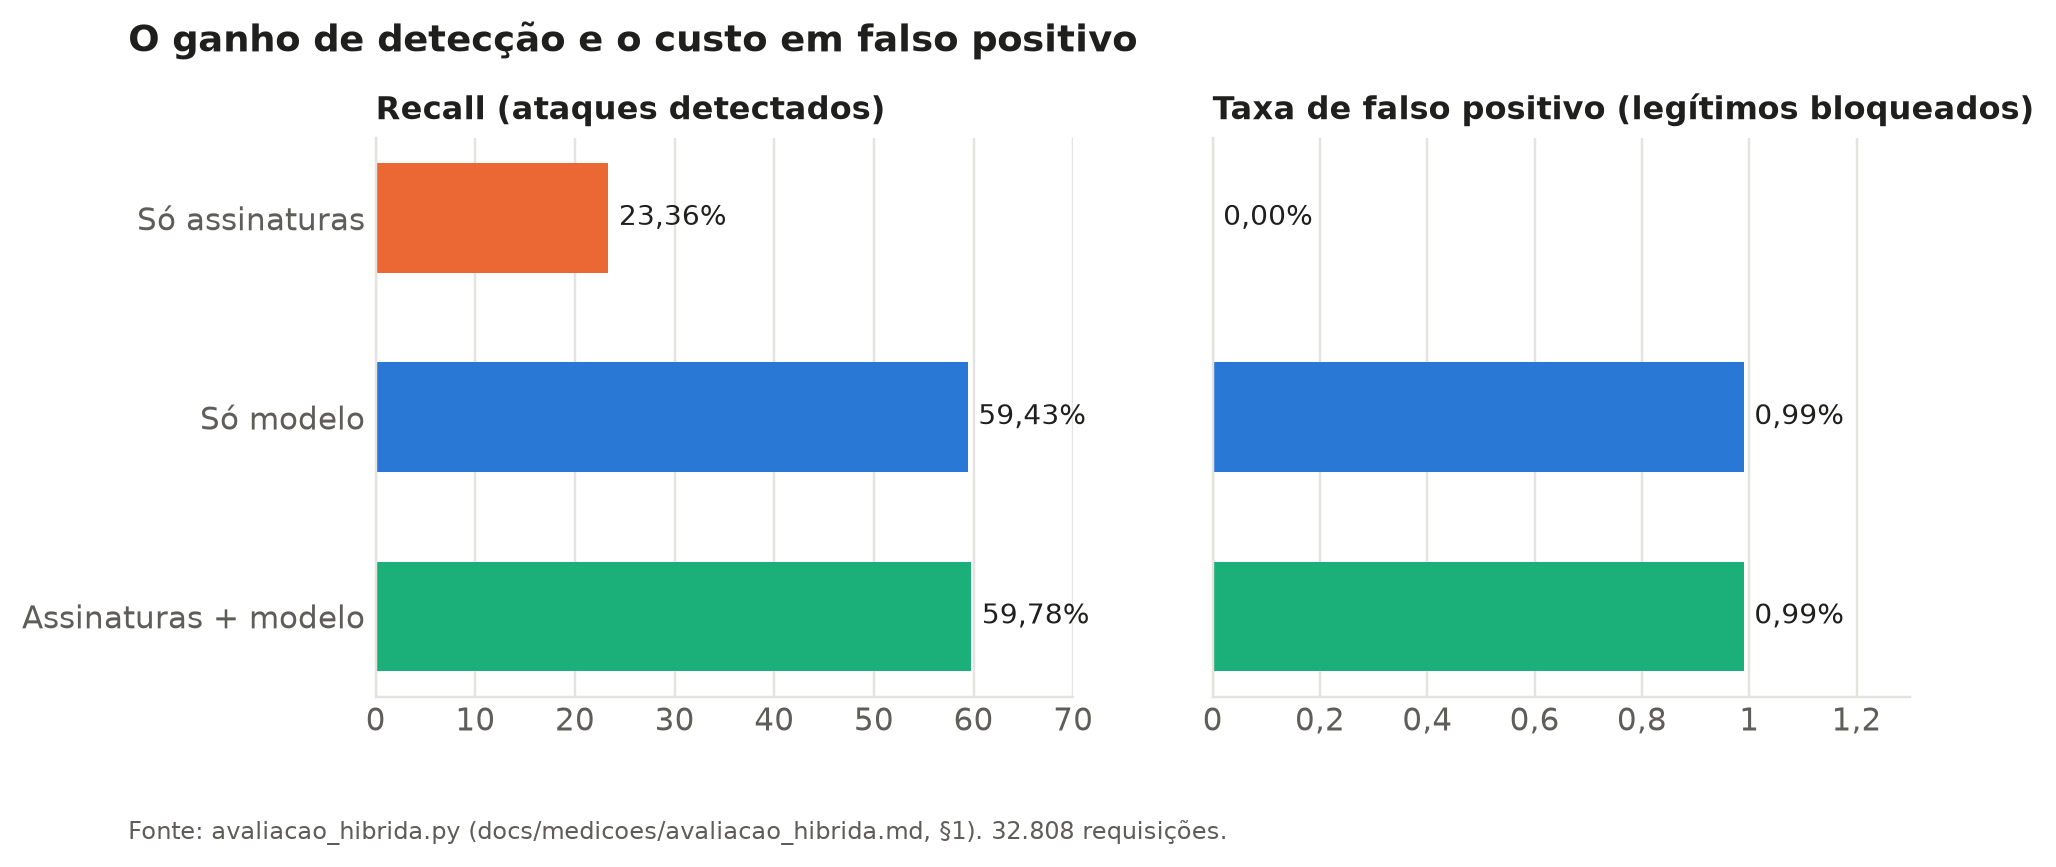 O ganho de detecção e o custo em falso positivo
Recall (ataques detectados)
Só assinaturas
23,36%
Só modelo
59,43%
Assinaturas + modelo
59,78%
0 10 20 30 40 50 60 70
Taxa de falso positivo (legítimos bloqueados)
0,00%
0,99%
0,99%
0 0,2 0,4 0,6 0,8 1 1,2
Fonte: avaliacao_hibrida.py (docs/medicoes/avaliacao_hibrida.md, §1). 32.808 requisições.